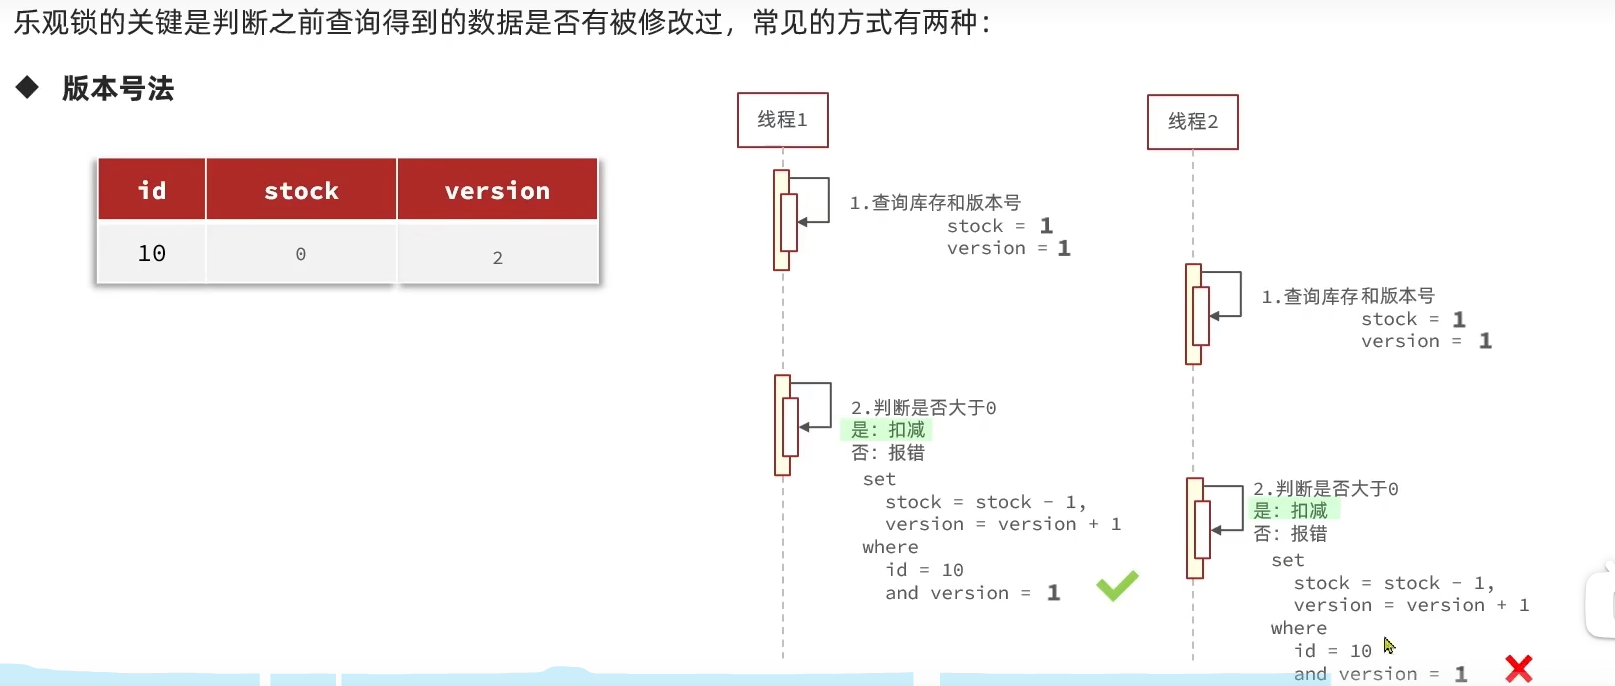 乐观锁的关键是判断之前查询得到的数据是否有被修改过，常见的方式有两种：
◆ 版本号法
id stock version
10 0 2
线程1
1.查询库存和版本号
stock = 1
version = 1
2.判断是否大于0
是：扣减
否：报错
set
stock = stock - 1,
version = version + 1
where
id = 10
and version = 1
线程2
1.查询库存和版本号
stock = 1
version = 1
2.判断是否大于0
是：扣减
否：报错
set
stock = stock - 1,
version = version + 1
where
id = 10
and version = 1